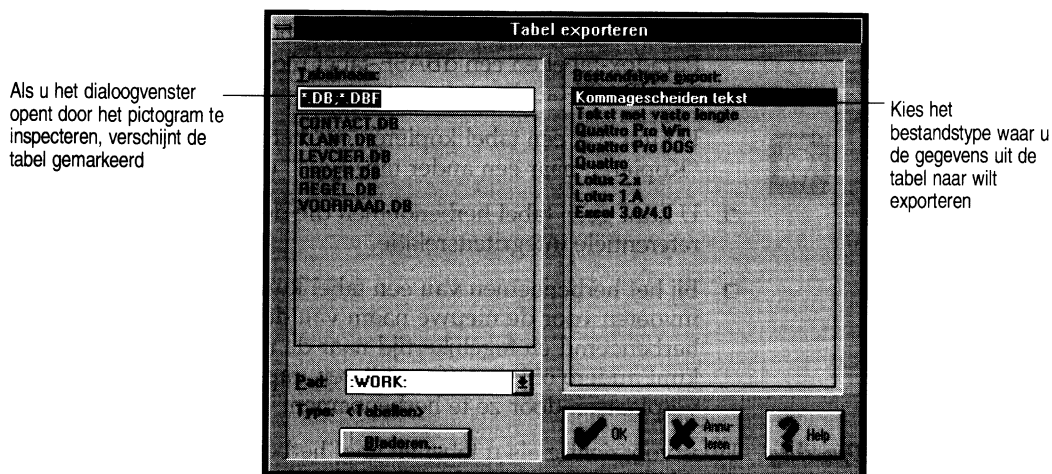 Tabel exporteren
Als u het dialoogvenster
opent door het pictogram te
inspecteren, verschijnt de
tabel gemarkeerd
Tabelnaam:
*.DB;*.DBF
CONTACT.DB
KLANT.DB
LEVCIER.DB
ORDER.DB
REGEL.DB
VOORRAAD.DB
Pad: :WORK:
Type: <Tabellen>
Bladeren...
Bestandstype export:
Kommagescheiden tekst
Tekst met vaste lengte
Quattro Pro Win
Quattro Pro DOS
Quattro
Lotus 2.x
Lotus 1.A
Excel 3.0/4.0
OK
Annu-
leren
Help
Kies het
bestandstype waar u
de gegevens uit de
tabel naar wilt
exporteren